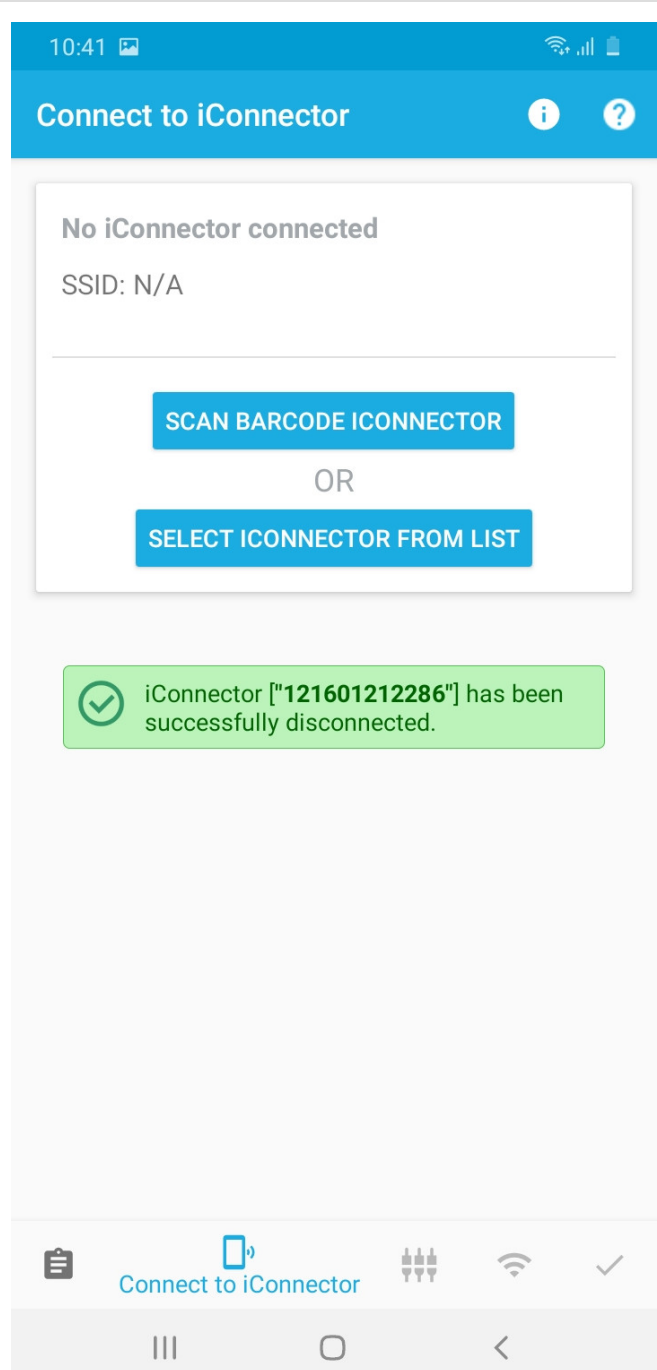 10:41
Connect to iConnector
No iConnector connected
SSID: N/A
SCAN BARCODE ICONNECTOR
OR
SELECT ICONNECTOR FROM LIST
iConnector ["121601212286"] has been
successfully disconnected.
Connect to iConnector